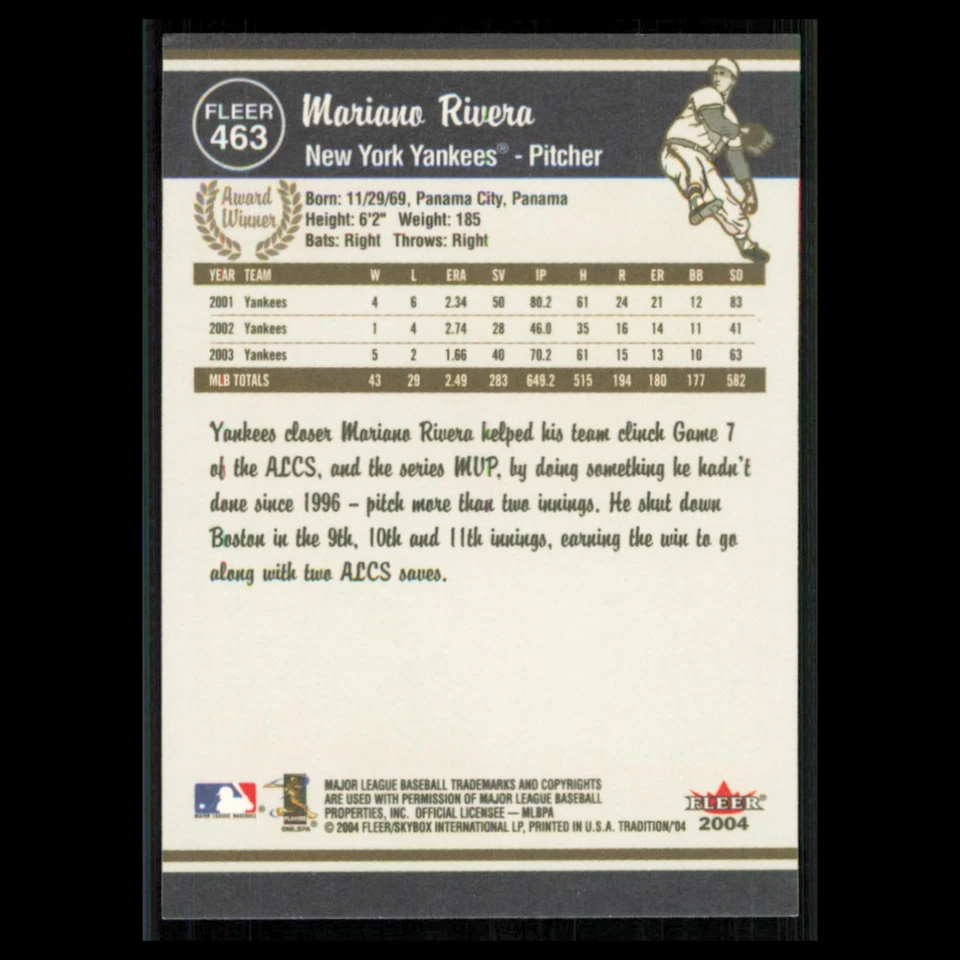 FLEER
463
Mariano Rivera
New York Yankees® - Pitcher
Award
Winner
Born: 11/29/69, Panama City, Panama
Height: 6'2" Weight: 185
Bats: Right Throws: Right
YEAR TEAM W L ERA SV IP H R ER BB SO
2001 Yankees 4 6 2.34 50 80.2 61 24 21 12 83
2002 Yankees 1 4 2.74 28 46.0 35 16 14 11 41
2003 Yankees 5 2 1.66 40 70.2 61 15 13 10 63
MLB TOTALS 43 29 2.49 283 649.2 515 194 180 177 582
Yankees closer Mariano Rivera helped his team clinch Game 7
of the ALCS, and the series MVP, by doing something he hadn't
done since 1996 – pitch more than two innings. He shut down
Boston in the 9th, 10th and 11th innings, earning the win to go
along with two ALCS saves.
MAJOR LEAGUE BASEBALL
PLAYERS
©MLBPA
MAJOR LEAGUE BASEBALL TRADEMARKS AND COPYRIGHTS
ARE USED WITH PERMISSION OF MAJOR LEAGUE BASEBALL
PROPERTIES, INC. OFFICIAL LICENSEE — MLBPA
© 2004 FLEER/SKYBOX INTERNATIONAL LP, PRINTED IN U.S.A. TRADITION/'04
FLEER®
2004